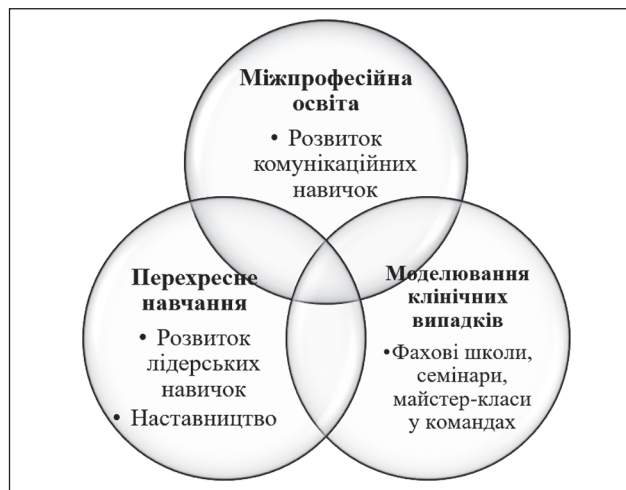 Міжпрофесійна
освіта
• Розвиток
комунікаційних
навичок
Перехресне
навчання
• Розвиток
лідерських
навичок
• Наставництво
Моделювання
клінічних
випадків
•Фахові школи,
семінари,
майстер-класи
у командах